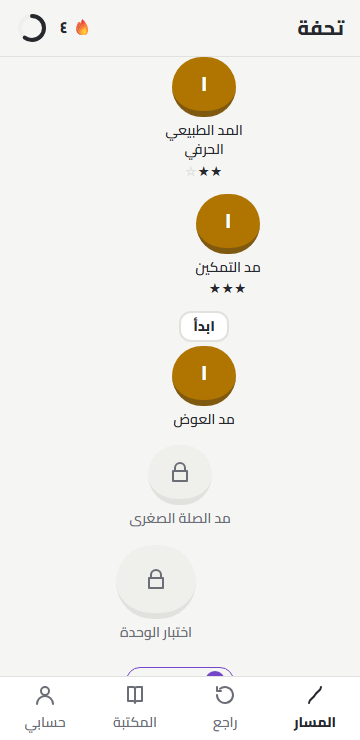 تحفة
٤
ا
المد الطبيعي
الحرفي
★★☆
ا
مد التمكين
★★★
ابدأ
ا
مد العوض
مد الصلة الصغرى
اختبار الوحدة
المسار
راجع
المكتبة
حسابي